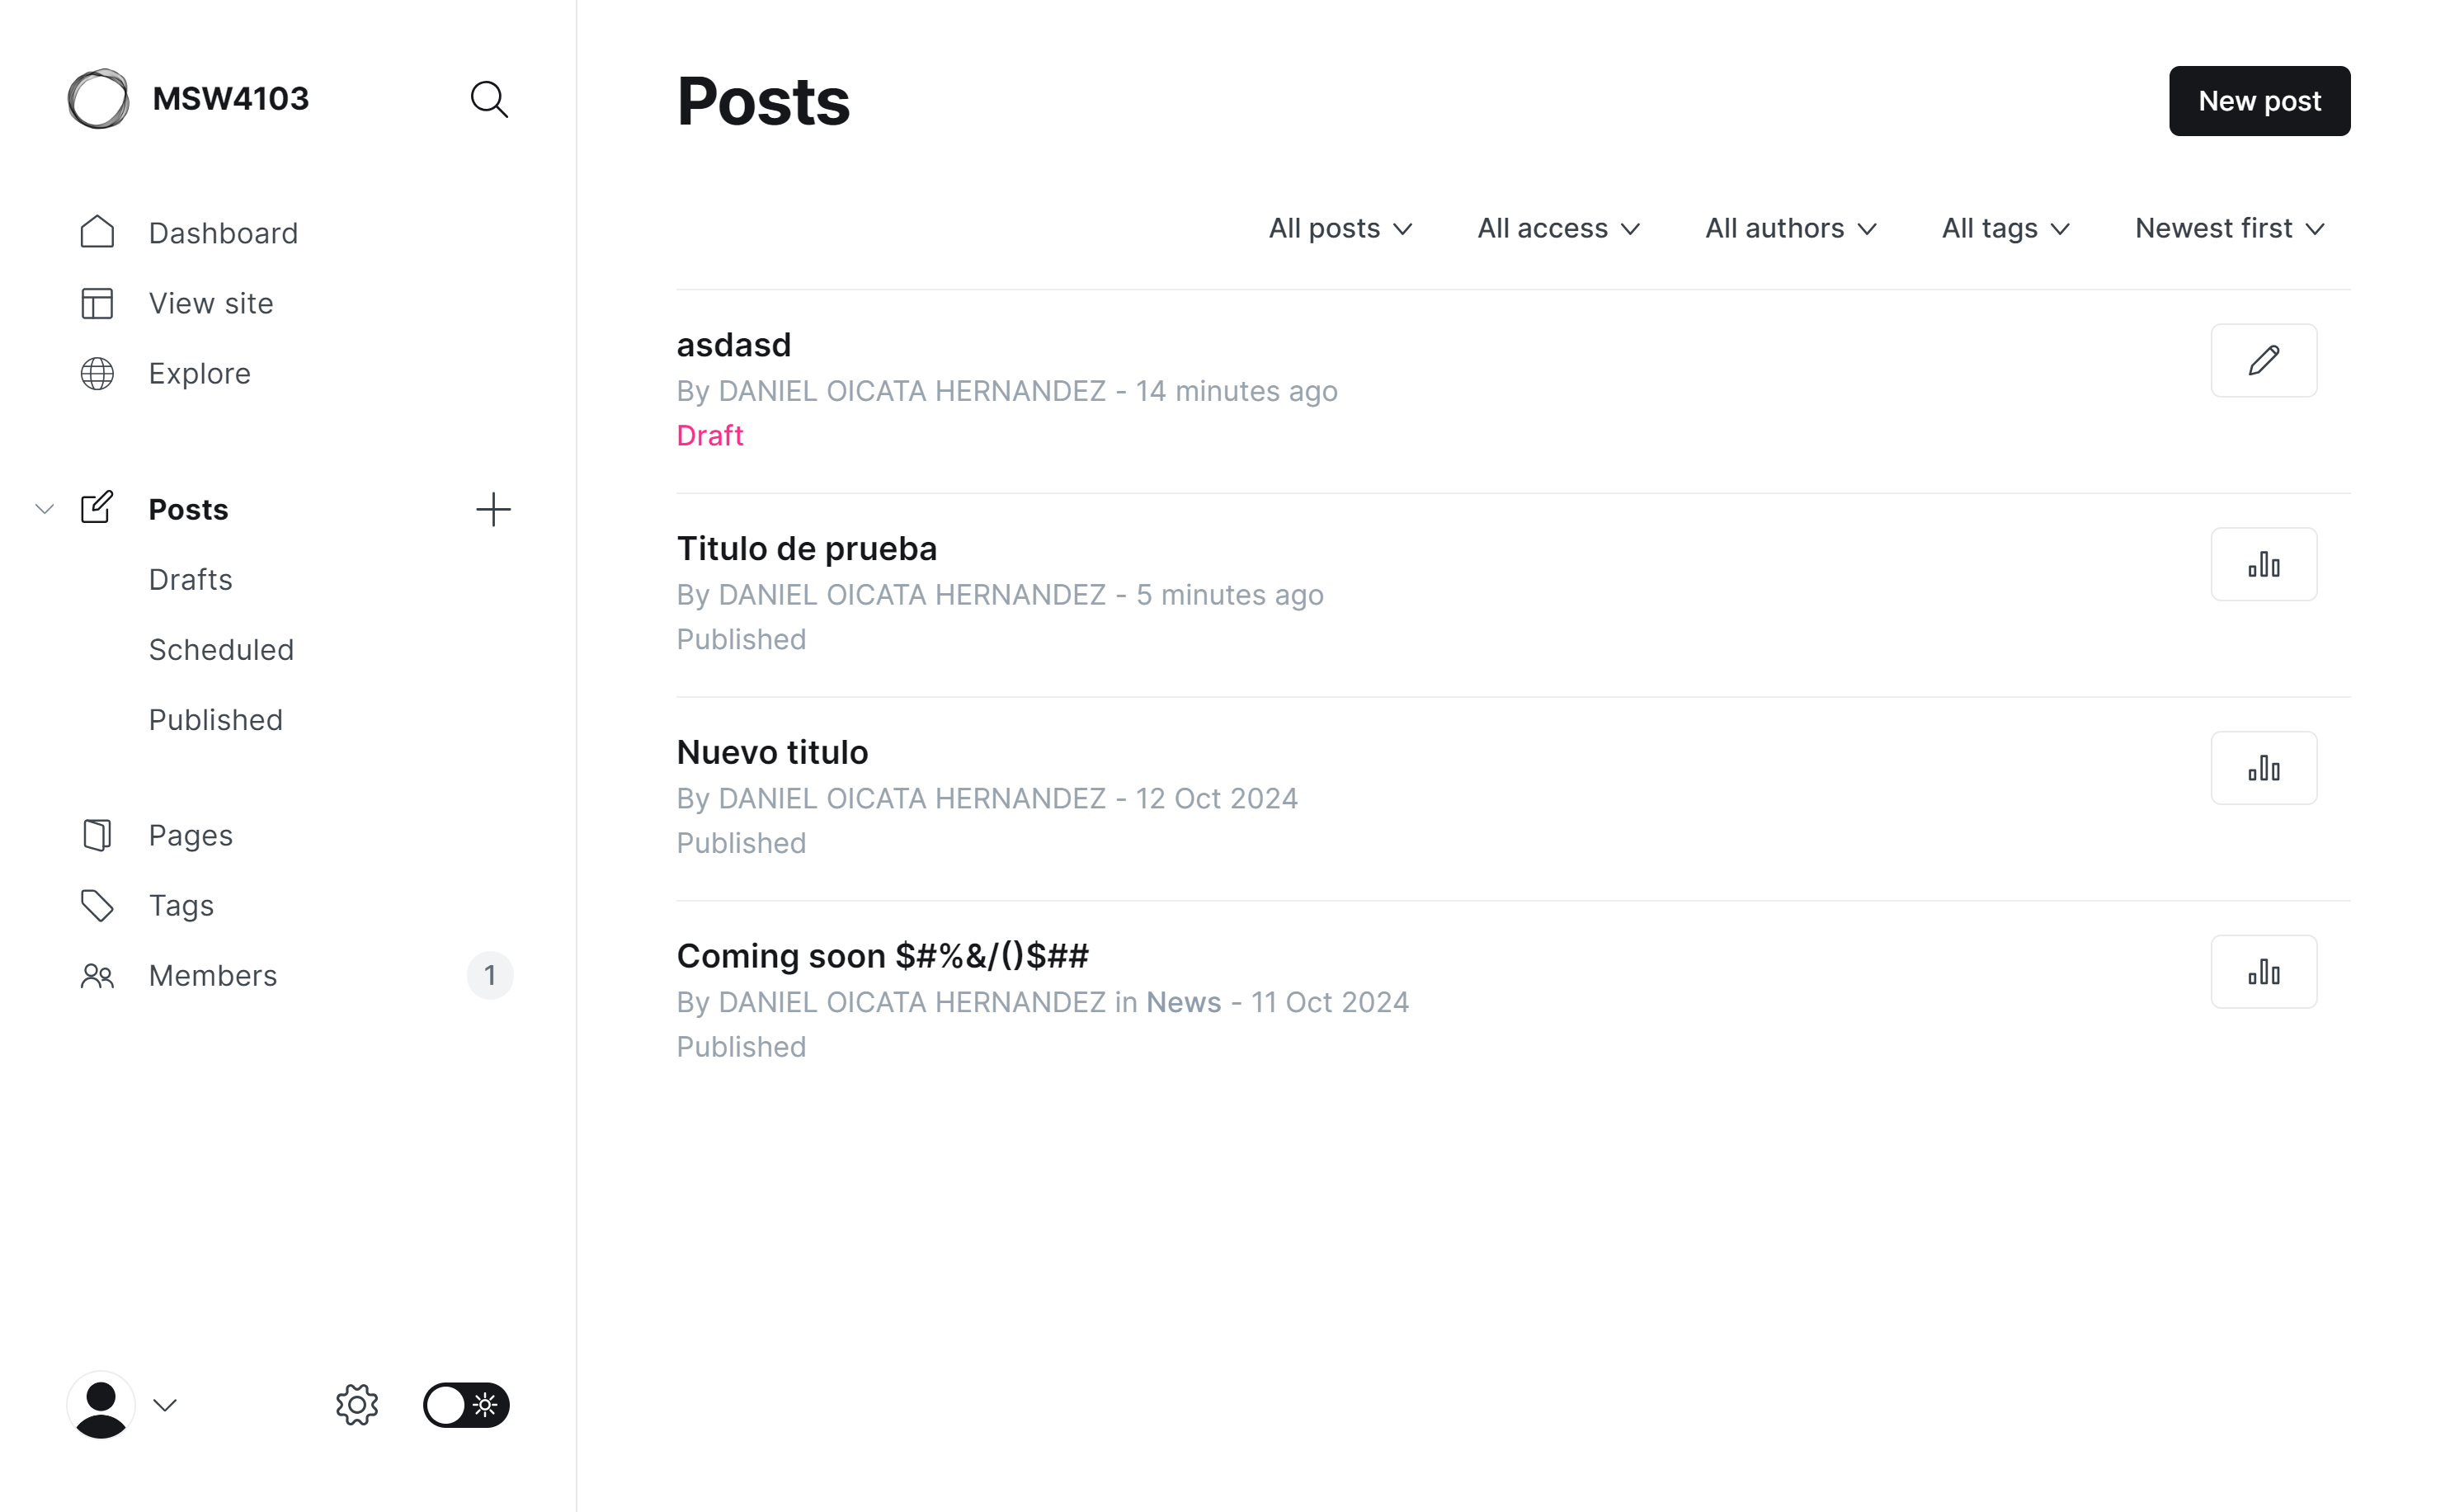 MSW4103
Dashboard
View site
Explore
Posts
Drafts
Scheduled
Published
Pages
Tags
Members 1
Posts
New post
All posts All access All authors All tags Newest first
asdasd
By DANIEL OICATA HERNANDEZ - 14 minutes ago
Draft
Titulo de prueba
By DANIEL OICATA HERNANDEZ - 5 minutes ago
Published
Nuevo titulo
By DANIEL OICATA HERNANDEZ - 12 Oct 2024
Published
Coming soon $#%&/()$##
By DANIEL OICATA HERNANDEZ in News - 11 Oct 2024
Published